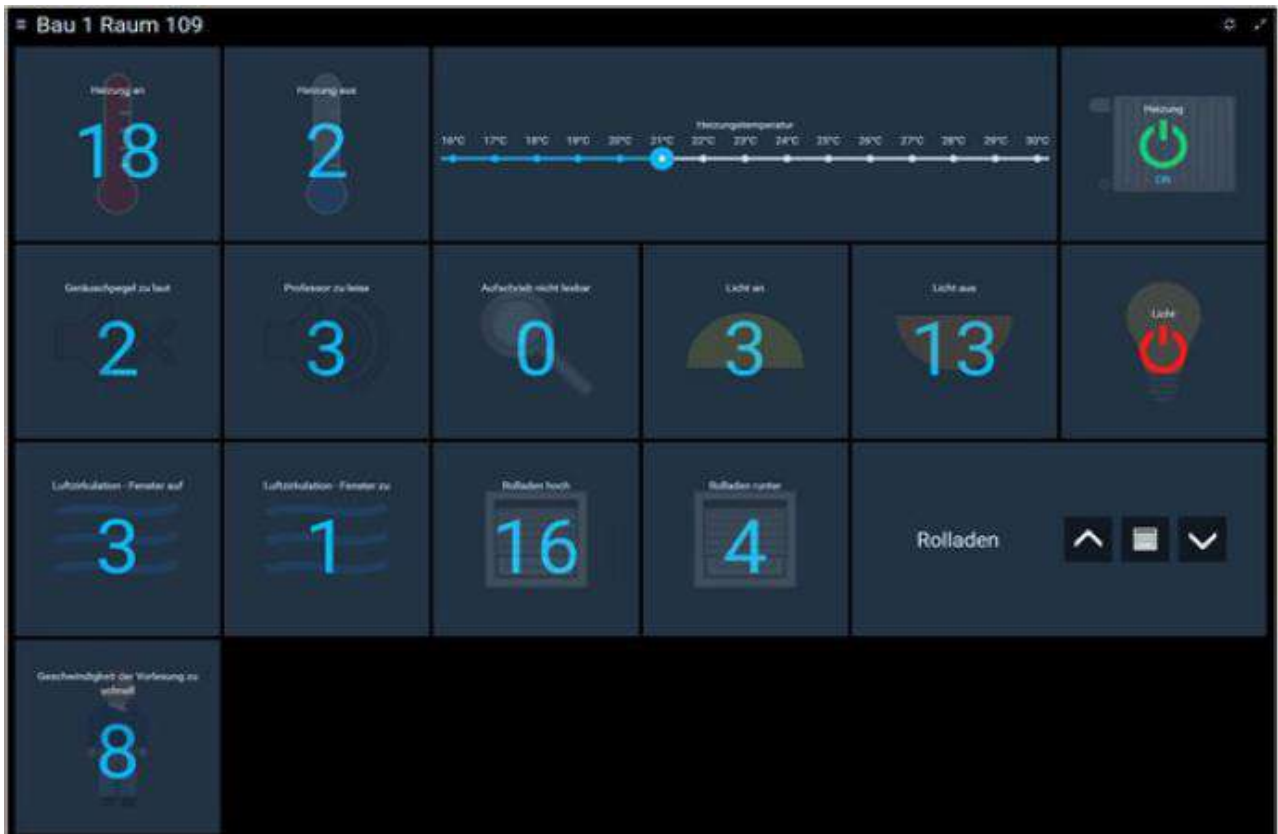 Bau 1 Raum 109
Heizung an
18
Heizung aus
2
Heizungstemperatur
16°C 17°C 18°C 19°C 20°C 21°C 22°C 23°C 24°C 25°C 26°C 27°C 28°C 29°C 30°C
Heizung
ON
Geräuschpegel zu laut
2
Professor zu leise
3
Aufschrieb nicht lesbar
0
Licht an
3
Licht aus
13
Licht
Luftzirkulation - Fenster auf
3
Luftzirkulation - Fenster zu
1
Rolladen hoch
16
Rolladen runter
4
Rolladen
Geschwindigkeit der Vorlesung zu
schnell
8